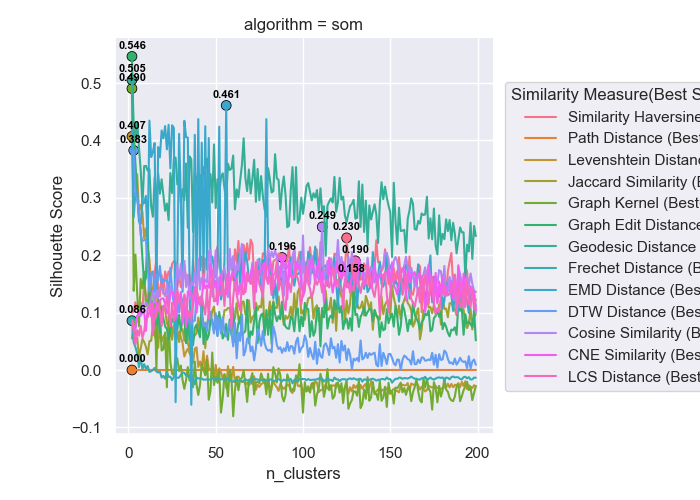 algorithm = som
0.546
0.505
0.490
0.461
0.407
0.383
0.249
0.230
0.196
0.190
0.158
0.086
0.000
0.5
0.4
0.3
0.2
0.1
0.0
−0.1
Silhouette Score
0
50
100
150
200
n_clusters
Similarity Measure(Best S
Similarity Haversine
Path Distance (Best
Levenshtein Distanc
Jaccard Similarity (B
Graph Kernel (Best
Graph Edit Distance
Geodesic Distance
Frechet Distance (B
EMD Distance (Bes
DTW Distance (Bes
Cosine Similarity (B
CNE Similarity (Best
LCS Distance (Best